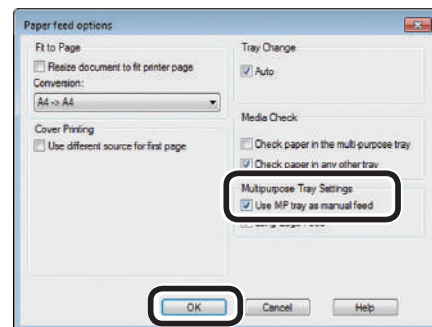 Paper feed options
Fit to Page
Resize document to fit printer page
Conversion:
A4 -> A4
Cover Printing
Use different source for first page
Tray Change
Auto
Media Check
Check paper in the multi-purpose tray
Check paper in any other tray
Multipurpose Tray Settings
Use MP tray as manual feed
OK
Cancel
Help